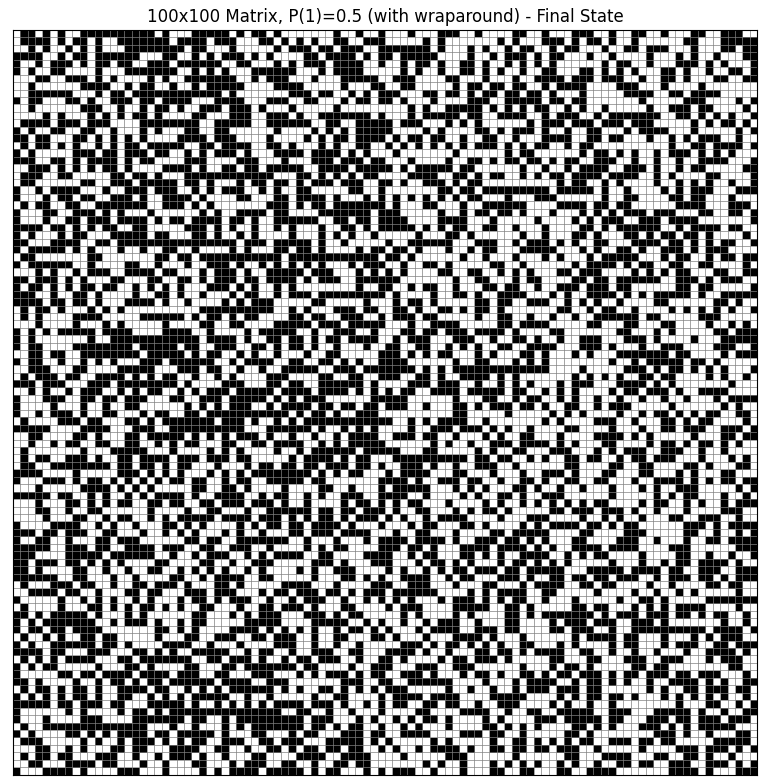 100x100 Matrix, P(1)=0.5 (with wraparound) - Final State